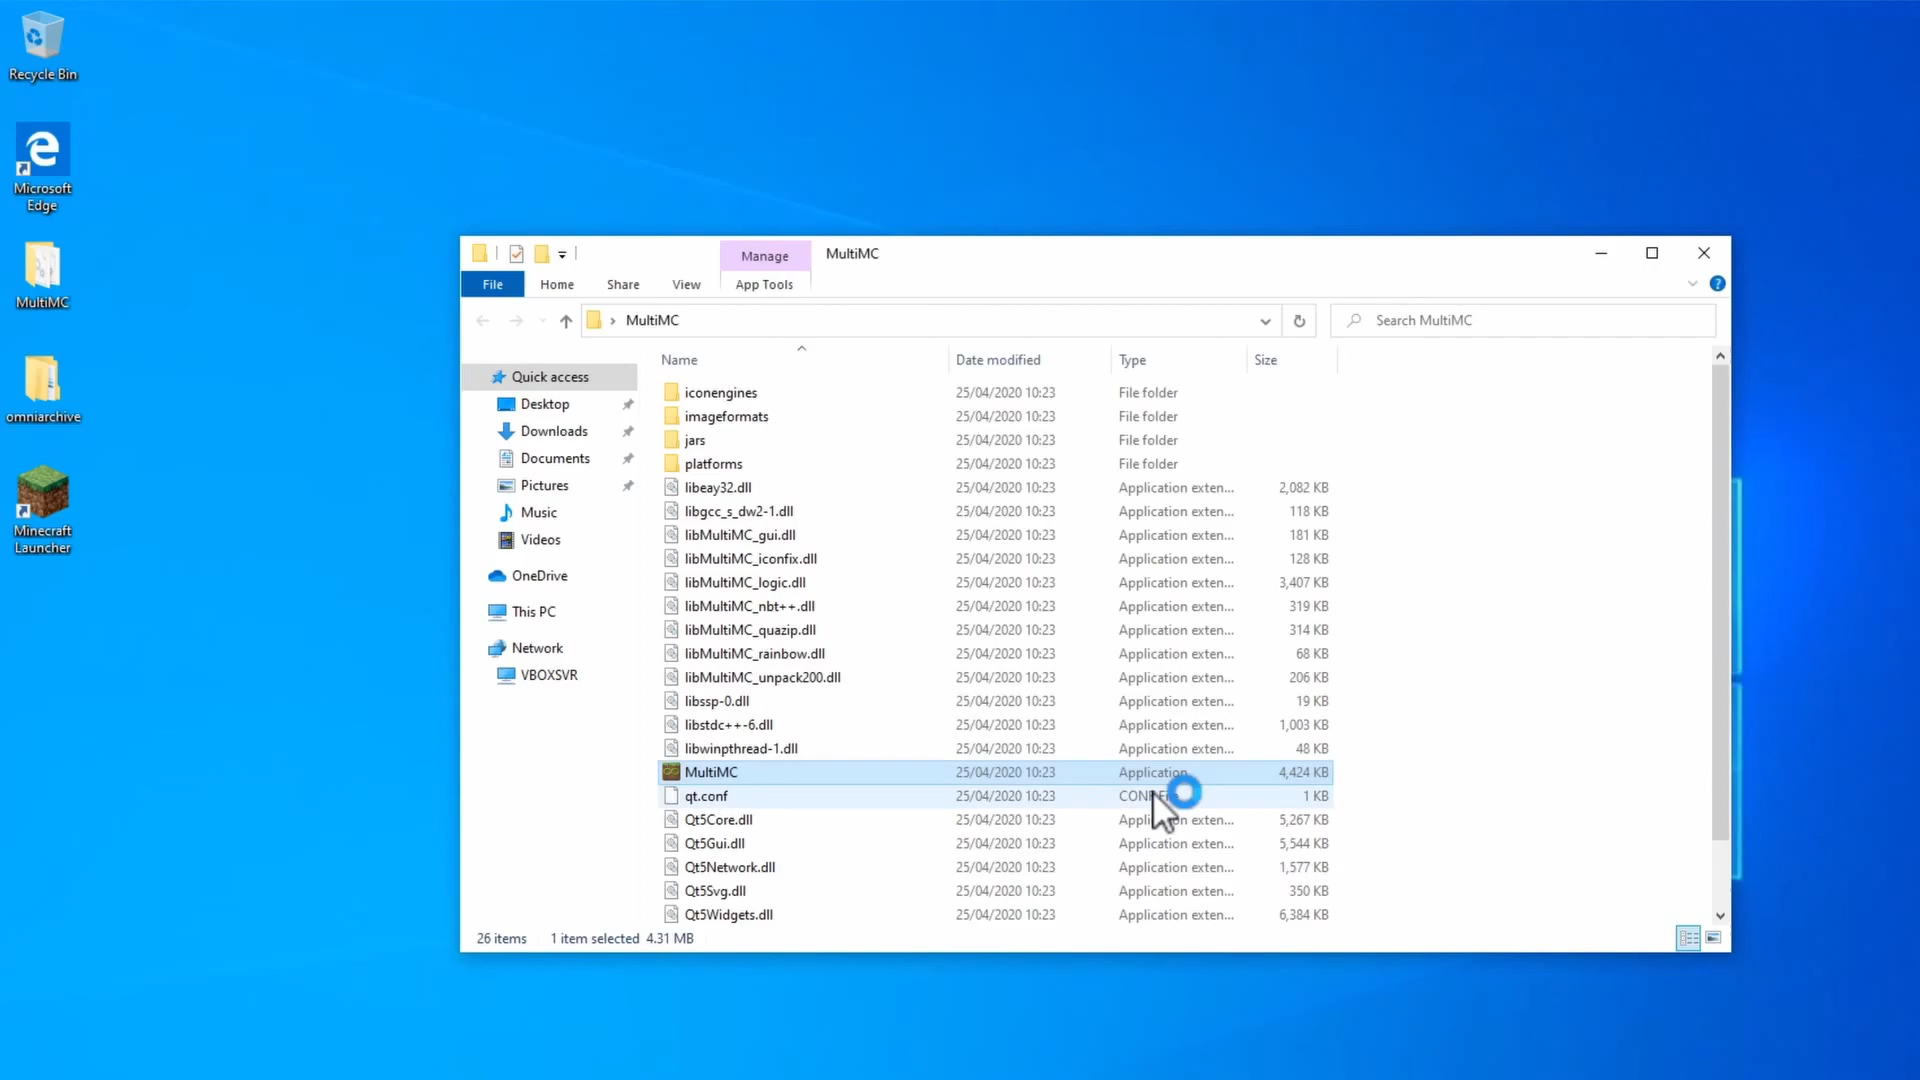 Recycle Bin
Microsoft
Edge
MultiMC
omniarchive
Minecraft
Launcher
Manage
MultiMC
File
Home
Share
View
App Tools
MultiMC
Search MultiMC
Quick access
Desktop
Downloads
Documents
Pictures
Music
Videos
OneDrive
This PC
Network
VBOXSVR
Name Date modified Type Size
iconengines 25/04/2020 10:23 File folder
imageformats 25/04/2020 10:23 File folder
jars 25/04/2020 10:23 File folder
platforms 25/04/2020 10:23 File folder
libeay32.dll 25/04/2020 10:23 Application exten... 2,082 KB
libgcc_s_dw2-1.dll 25/04/2020 10:23 Application exten... 118 KB
libMultiMC_gui.dll 25/04/2020 10:23 Application exten... 181 KB
libMultiMC_iconfix.dll 25/04/2020 10:23 Application exten... 128 KB
libMultiMC_logic.dll 25/04/2020 10:23 Application exten... 3,407 KB
libMultiMC_nbt++.dll 25/04/2020 10:23 Application exten... 319 KB
libMultiMC_quazip.dll 25/04/2020 10:23 Application exten... 314 KB
libMultiMC_rainbow.dll 25/04/2020 10:23 Application exten... 68 KB
libMultiMC_unpack200.dll 25/04/2020 10:23 Application exten... 206 KB
libssp-0.dll 25/04/2020 10:23 Application exten... 19 KB
libstdc++-6.dll 25/04/2020 10:23 Application exten... 1,003 KB
libwinpthread-1.dll 25/04/2020 10:23 Application exten... 48 KB
MultiMC 25/04/2020 10:23 Application 4,424 KB
qt.conf 25/04/2020 10:23 1 KB
Qt5Core.dll 25/04/2020 10:23 Application exten... 5,267 KB
Qt5Gui.dll 25/04/2020 10:23 Application exten... 5,544 KB
Qt5Network.dll 25/04/2020 10:23 Application exten... 1,577 KB
Qt5Svg.dll 25/04/2020 10:23 Application exten... 350 KB
Qt5Widgets.dll 25/04/2020 10:23 Application exten... 6,384 KB
26 items 1 item selected 4.31 MB